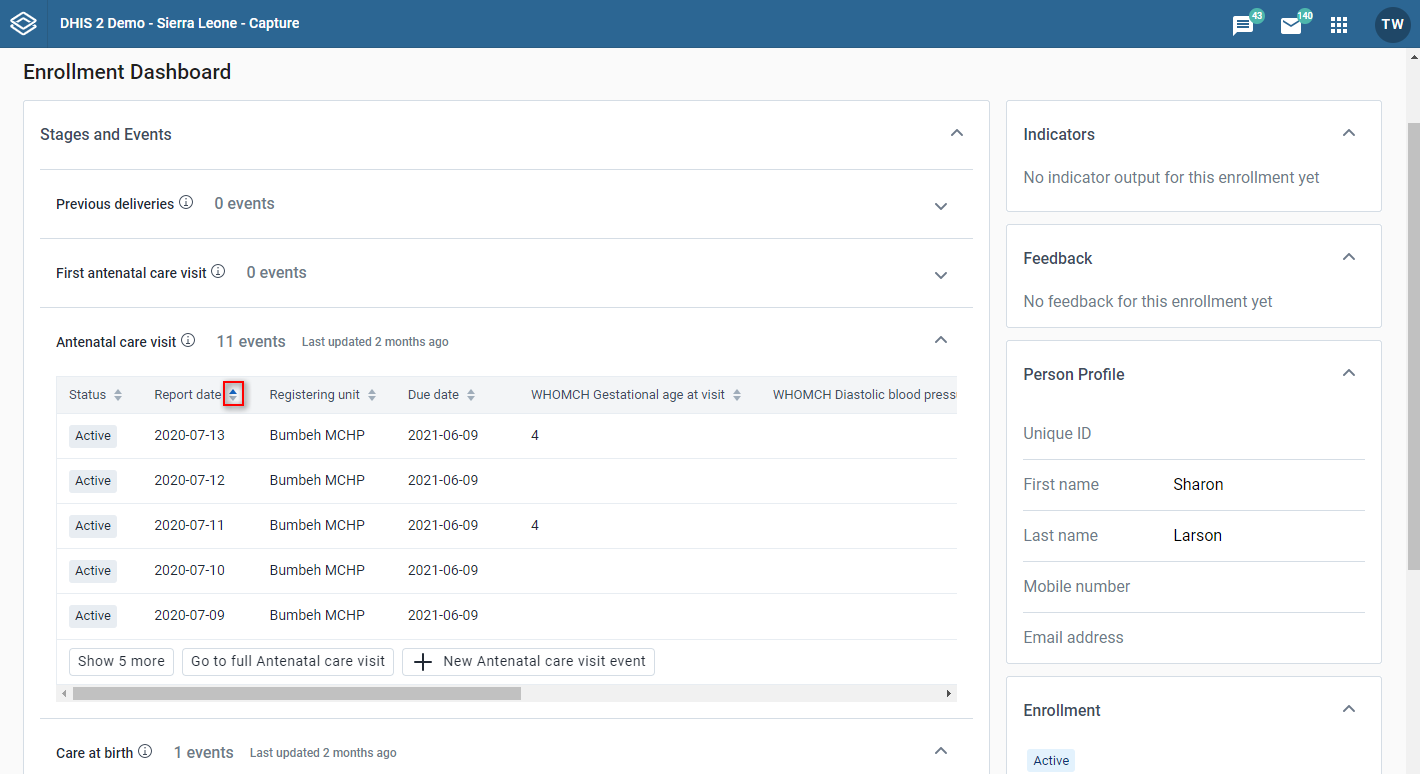 DHIS 2 Demo - Sierra Leone - Capture
43
140
TW
Enrollment Dashboard
Stages and Events
Previous deliveries 0 events
First antenatal care visit 0 events
Antenatal care visit 11 events Last updated 2 months ago
Status Report date Registering unit Due date WHOMCH Gestational age at visit WHOMCH Diastolic blood pressu
Active 2020-07-13 Bumbeh MCHP 2021-06-09 4
Active 2020-07-12 Bumbeh MCHP 2021-06-09
Active 2020-07-11 Bumbeh MCHP 2021-06-09 4
Active 2020-07-10 Bumbeh MCHP 2021-06-09
Active 2020-07-09 Bumbeh MCHP 2021-06-09
Show 5 more Go to full Antenatal care visit New Antenatal care visit event
Care at birth 1 events Last updated 2 months ago
Indicators
No indicator output for this enrollment yet
Feedback
No feedback for this enrollment yet
Person Profile
Unique ID
First name Sharon
Last name Larson
Mobile number
Email address
Enrollment
Active